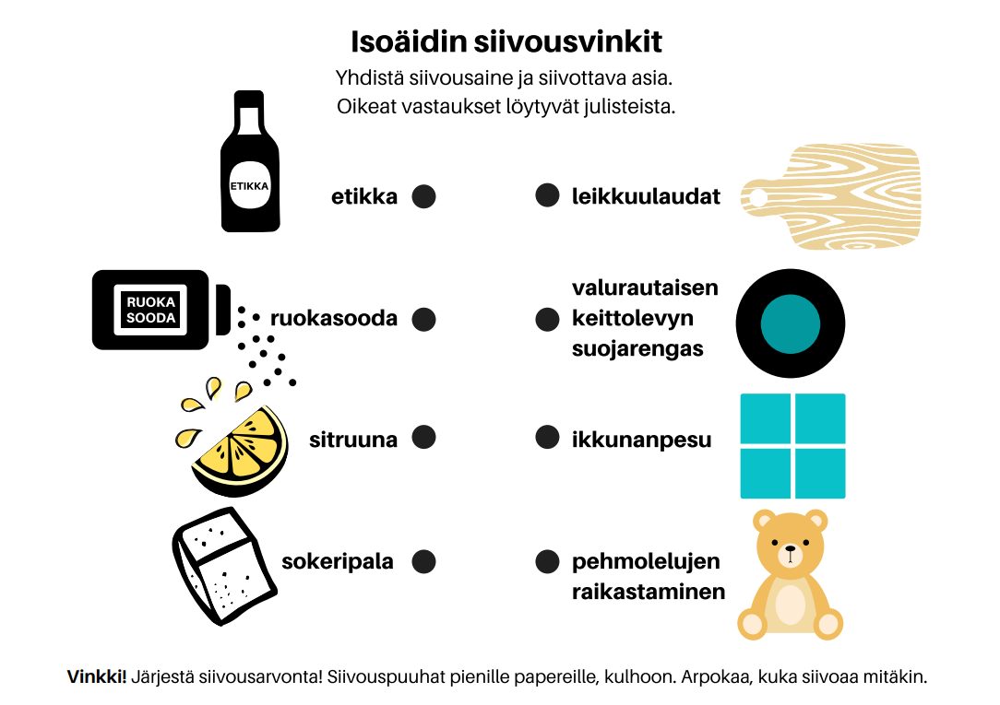 Isoäidin siivousvinkit
Yhdistä siivousaine ja siivottava asia.
Oikeat vastaukset löytyvät julisteista.
ETIKKA
etikka
leikkuulaudat
RUOKA
SOODA
ruokasooda
valurautaisen
keittolevyn
suojarengas
sitruuna
ikkunanpesu
sokeripala
pehmolelujen
raikastaminen
Vinkki! Järjestä siivousarvonta! Siivouspuuhat pienille papereille, kulhoon. Arpokaa, kuka siivoaa mitäkin.